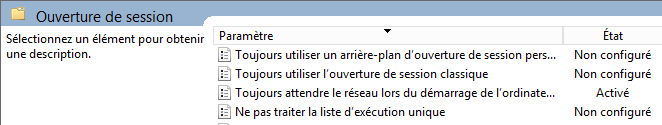 Ouverture de session
Sélectionnez un élément pour obtenir une description.
Paramètre État
Toujours utiliser un arrière-plan d'ouverture de session pers... Non configuré
Toujours utiliser l'ouverture de session classique Non configuré
Toujours attendre le réseau lors du démarrage de l'ordinate... Activé
Ne pas traiter la liste d'exécution unique Non configuré